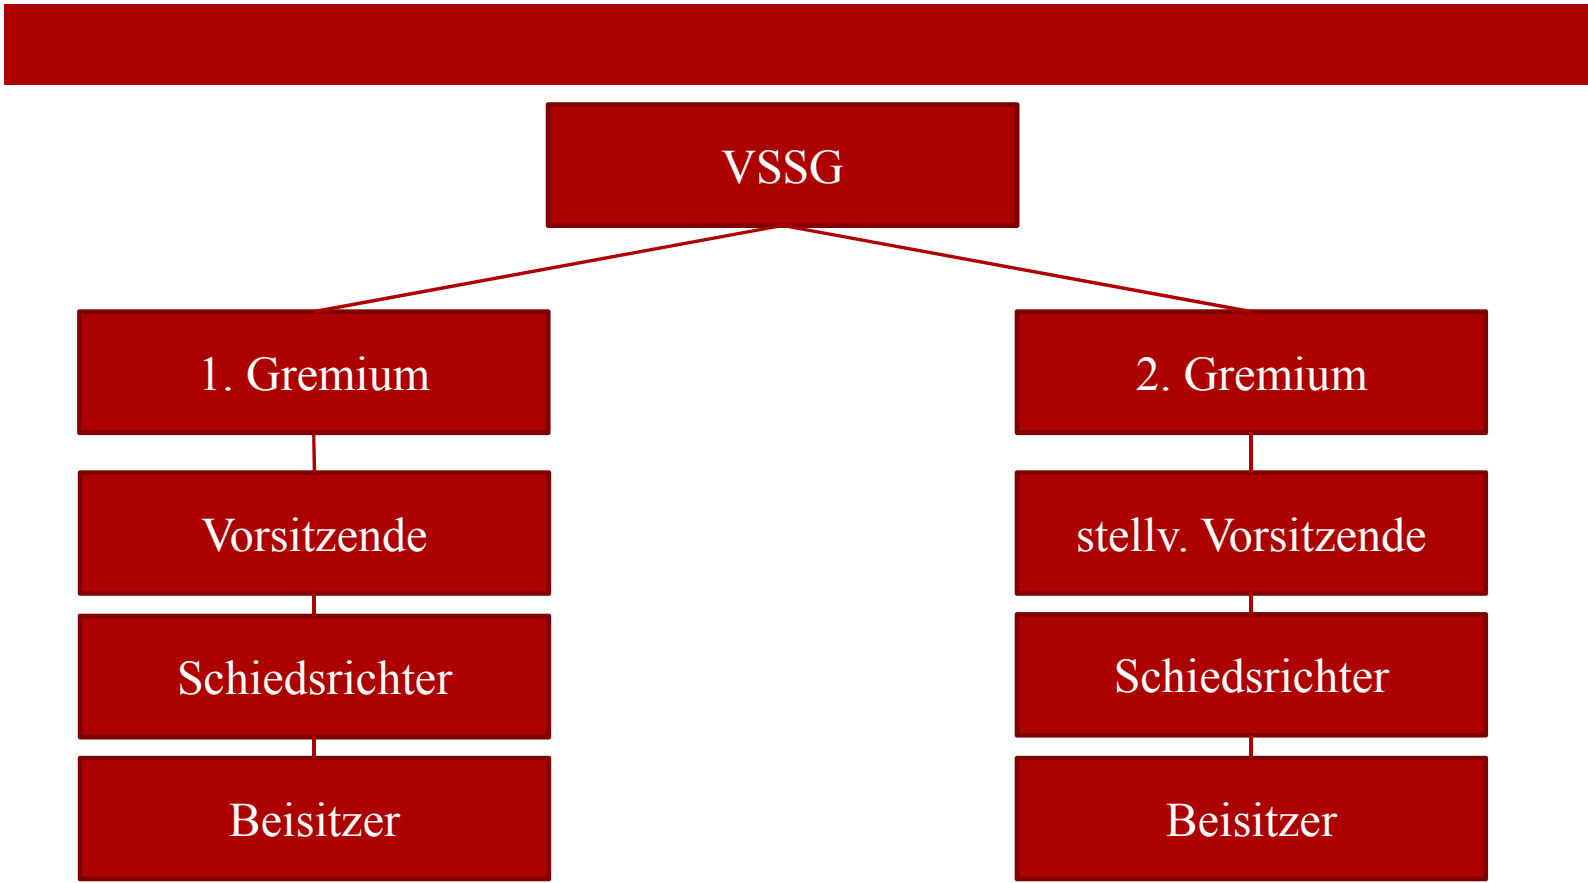 VSSG
1. Gremium
2. Gremium
Vorsitzende
stellv. Vorsitzende
Schiedsrichter
Schiedsrichter
Beisitzer
Beisitzer